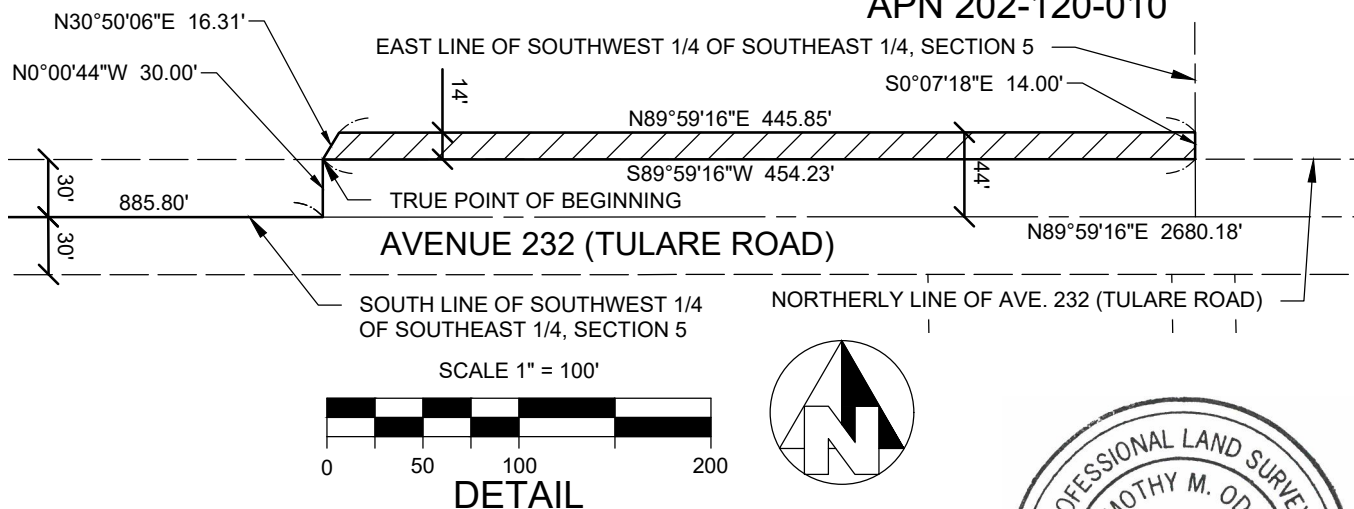 APN 202-120-010
N30°50'06"E 16.31'
EAST LINE OF SOUTHWEST 1/4 OF SOUTHEAST 1/4, SECTION 5
N0°00'44"W 30.00'
S0°07'18"E 14.00'
14'
N89°59'16"E 445.85'
S89°59'16"W 454.23'
44'
30'
885.80'
TRUE POINT OF BEGINNING
30'
AVENUE 232 (TULARE ROAD)
N89°59'16"E 2680.18'
SOUTH LINE OF SOUTHWEST 1/4
OF SOUTHEAST 1/4, SECTION 5
NORTHERLY LINE OF AVE. 232 (TULARE ROAD)
SCALE 1" = 100'
0 50 100 200
DETAIL
N
LAND
M.